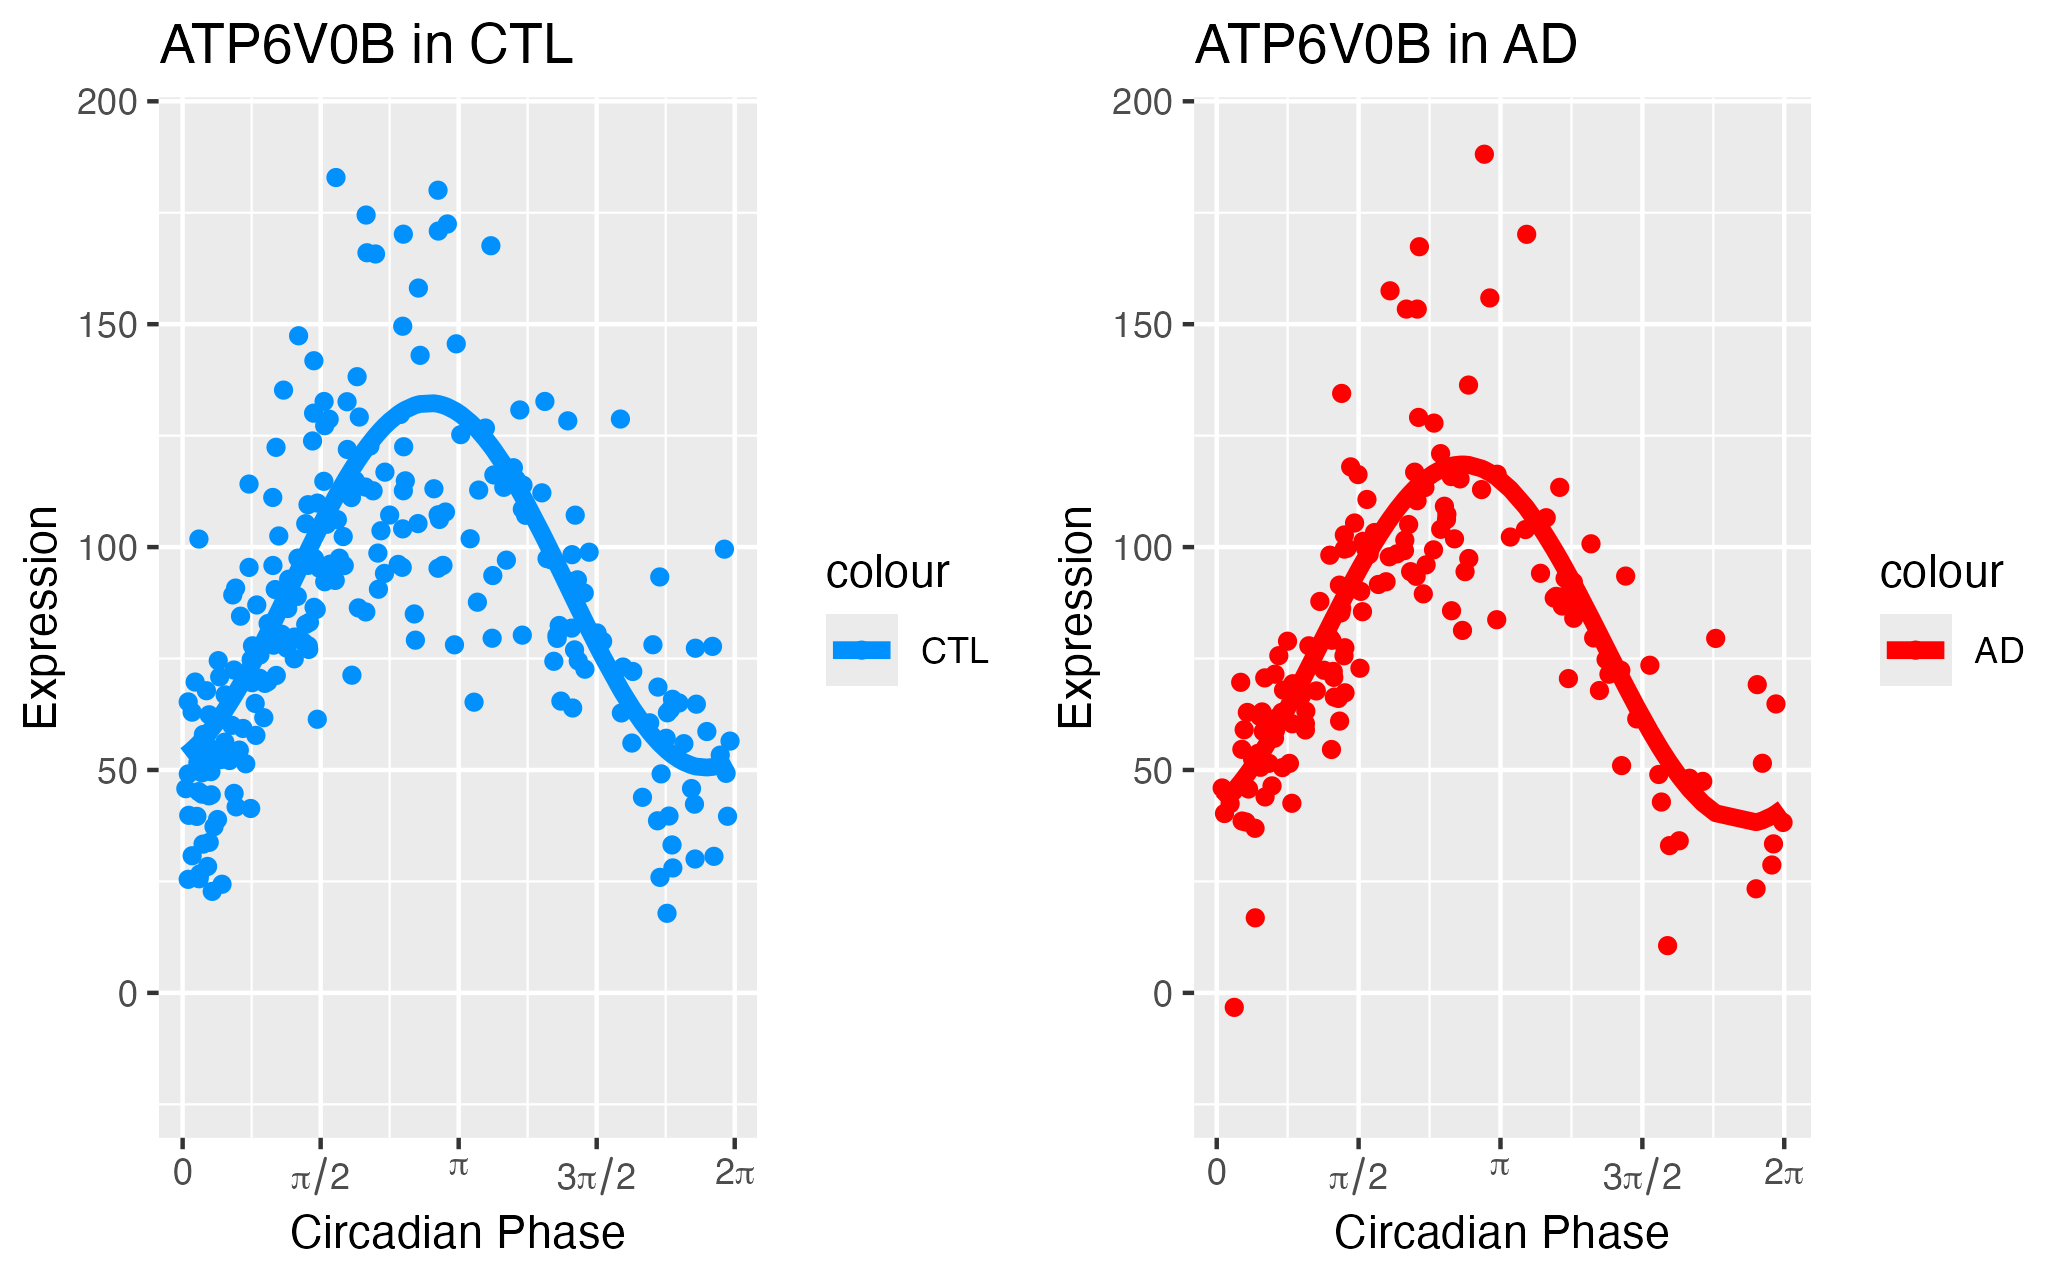 ATP6V0B in CTL
200
150
100
50
0
Expression
0 π/2 π 3π/2 2π
Circadian Phase
colour
CTL
ATP6V0B in AD
200
150
100
50
0
Expression
0 π/2 π 3π/2 2π
Circadian Phase
colour
AD